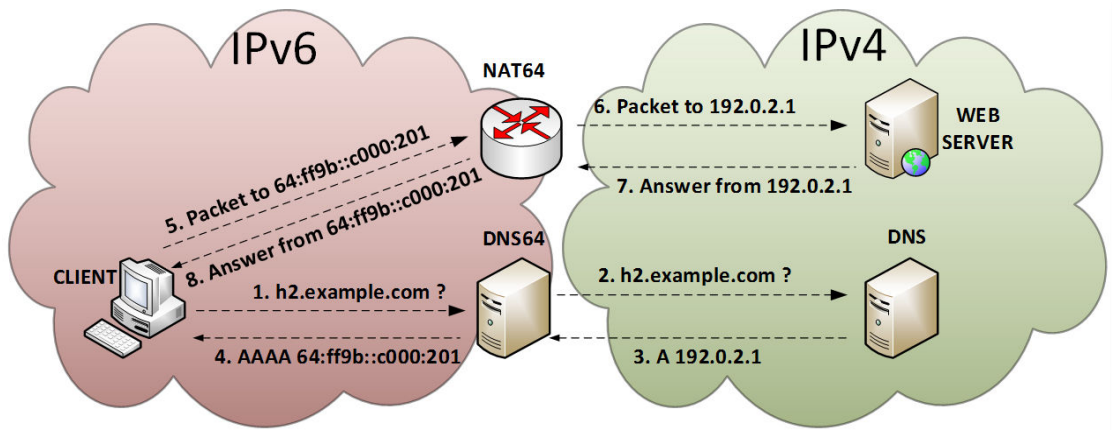 IPv6
IPv4
NAT64
6. Packet to 192.0.2.1
WEB
SERVER
5. Packet to 64:ff9b::c000:201
7. Answer from 192.0.2.1
8. Answer from 64:ff9b::c000:201
DNS64
DNS
CLIENT
1. h2.example.com ?
2. h2.example.com ?
4. AAAA 64:ff9b::c000:201
3. A 192.0.2.1